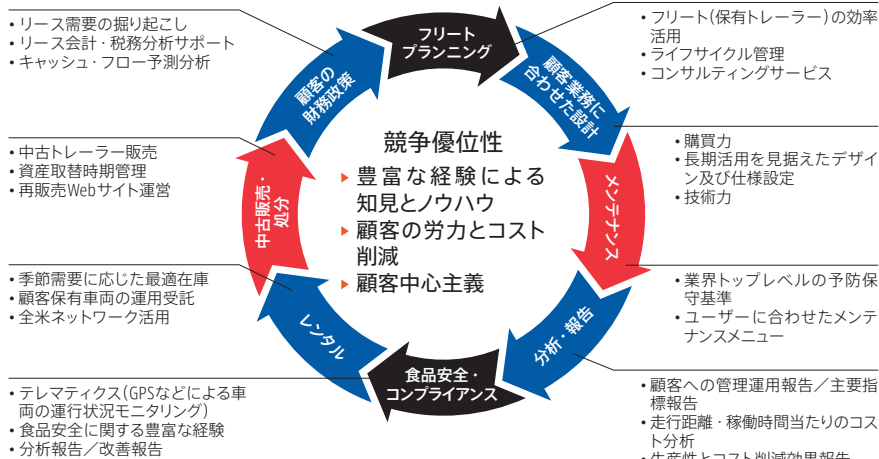 • リース需要の掘り起こし
• リース会計・税務分析サポート
• キャッシュ・フロー予測分析
• 中古トレーラー販売
• 資産取替時期管理
• 再販売Webサイト運営
• 季節需要に応じた最適在庫
• 顧客保有車両の運用受託
• 全米ネットワーク活用
• テレマティクス(GPSなどによる車
両の運行状況モニタリング)
• 食品安全に関する豊富な経験
• 分析報告／改善報告
フリート
プランニング
顧客業務に
合わせた設計
メンテナンス
分析・報告
食品安全・
コンプライアンス
レンタル
中古販売・
処分
顧客の
財務政策
競争優位性
▶ 豊富な経験による
知見とノウハウ
▶ 顧客の労力とコスト
削減
▶ 顧客中心主義
• フリート(保有トレーラー)の効率
活用
• ライフサイクル管理
• コンサルティングサービス
• 購買力
• 長期活用を見据えたデザイ
ン及び仕様設定
• 技術力
• 業界トップレベルの予防保
守基準
• ユーザーに合わせたメンテ
ナンスメニュー
• 顧客への管理運用報告／主要指
標報告
• 走行距離・稼働時間当たりのコス
ト分析
• 生産性とコスト削減効果報告